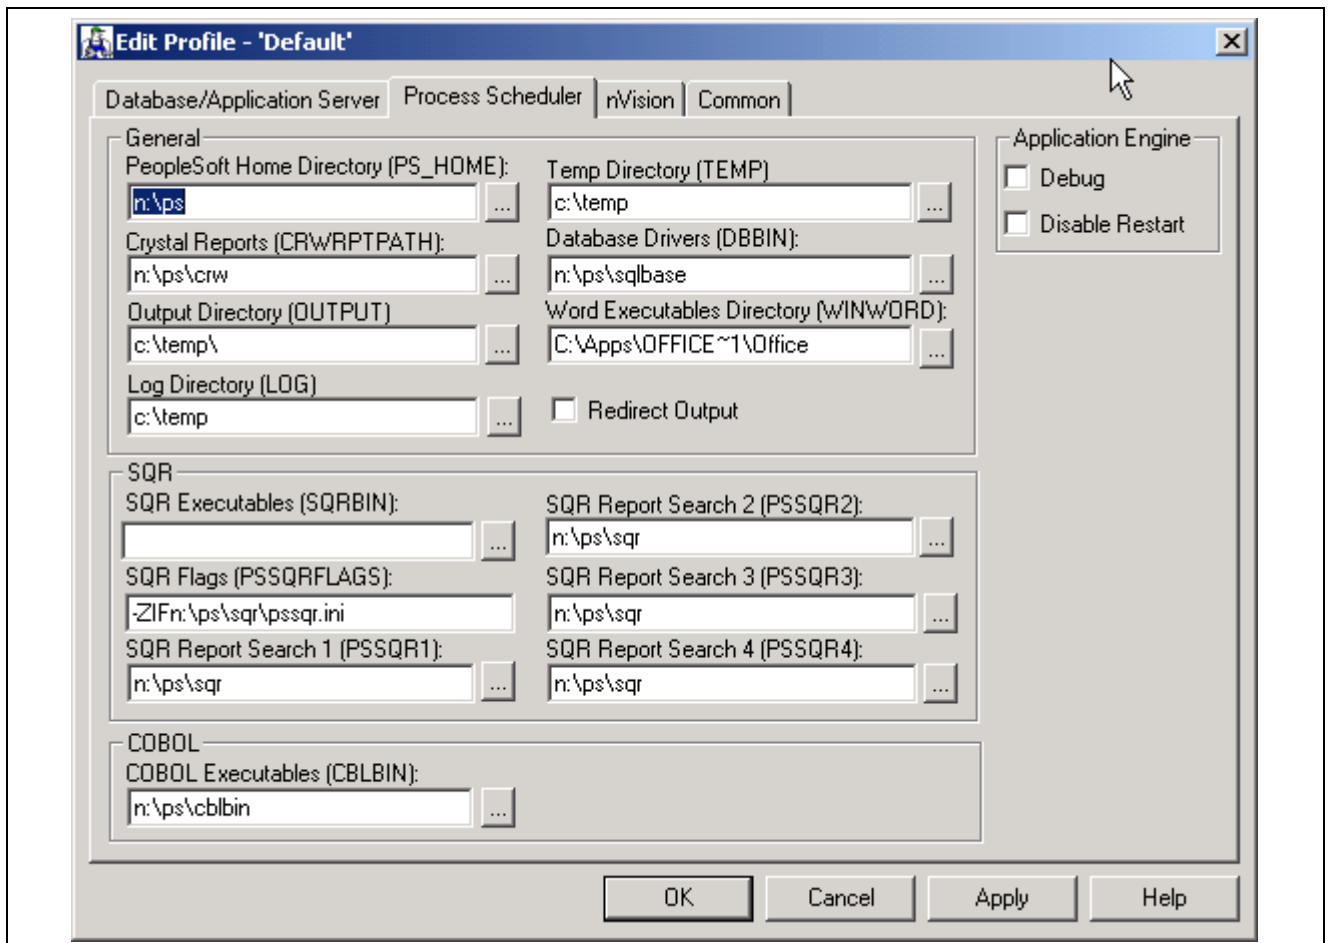 Edit Profile - 'Default'
Database/Application Server
Process Scheduler
nVision
Common
General
PeopleSoft Home Directory (PS_HOME):
n:\ps
...
Temp Directory (TEMP)
c:\temp
...
Crystal Reports (CRWRPTPATH):
n:\ps\crw
...
Database Drivers (DBBIN):
n:\ps\sqlbase
...
Output Directory (OUTPUT)
c:\temp\
...
Word Executables Directory (WINWORD):
C:\Apps\OFFICE~1\Office
...
Log Directory (LOG)
c:\temp
...
Redirect Output
Application Engine
Debug
Disable Restart
SQR
SQR Executables (SQRBIN):
...
SQR Report Search 2 (PSSQR2):
n:\ps\sqr
...
SQR Flags (PSSQRFLAGS):
-ZIFn:\ps\sqr\pssqr.ini
SQR Report Search 3 (PSSQR3):
n:\ps\sqr
...
SQR Report Search 1 (PSSQR1):
n:\ps\sqr
...
SQR Report Search 4 (PSSQR4):
n:\ps\sqr
...
COBOL
COBOL Executables (CBLBIN):
n:\ps\cblbin
...
OK
Cancel
Apply
Help